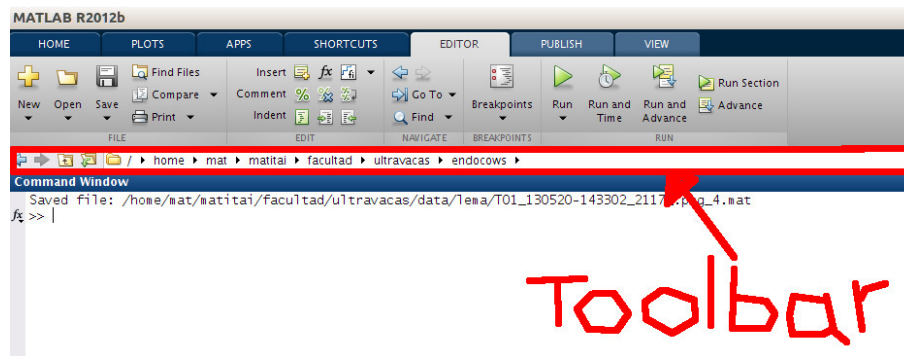 MATLAB R2012b
HOME PLOTS APPS SHORTCUTS EDITOR PUBLISH VIEW
Find Files Insert fx fi
New Open Save Compare Comment % Go To Breakpoints Run Run and Time Run and Advance Run Section
Print Indent Find Advance
FILE EDIT NAVIGATE BREAKPOINTS RUN
/ home mat matitai facultad ultravacas endocows
Command Window
Saved file: /home/mat/matitai/facultad/ultravacas/data/lema/T01_130520-143302_2117 g_4.mat
fx >>
Toolbar